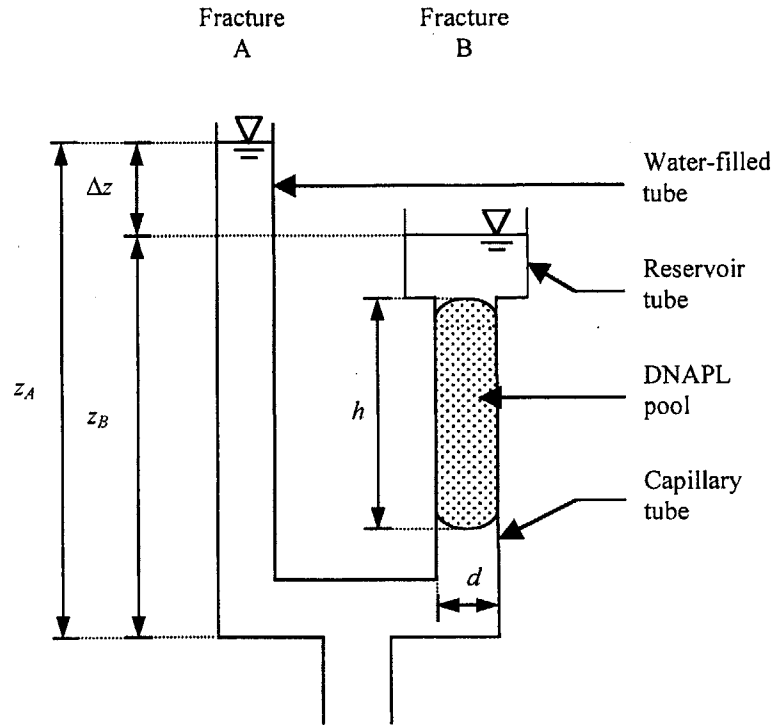 Fracture
A
Fracture
B
Δz
Water-filled
tube
Reservoir
tube
z_A
z_B
h
DNAPL
pool
Capillary
tube
d